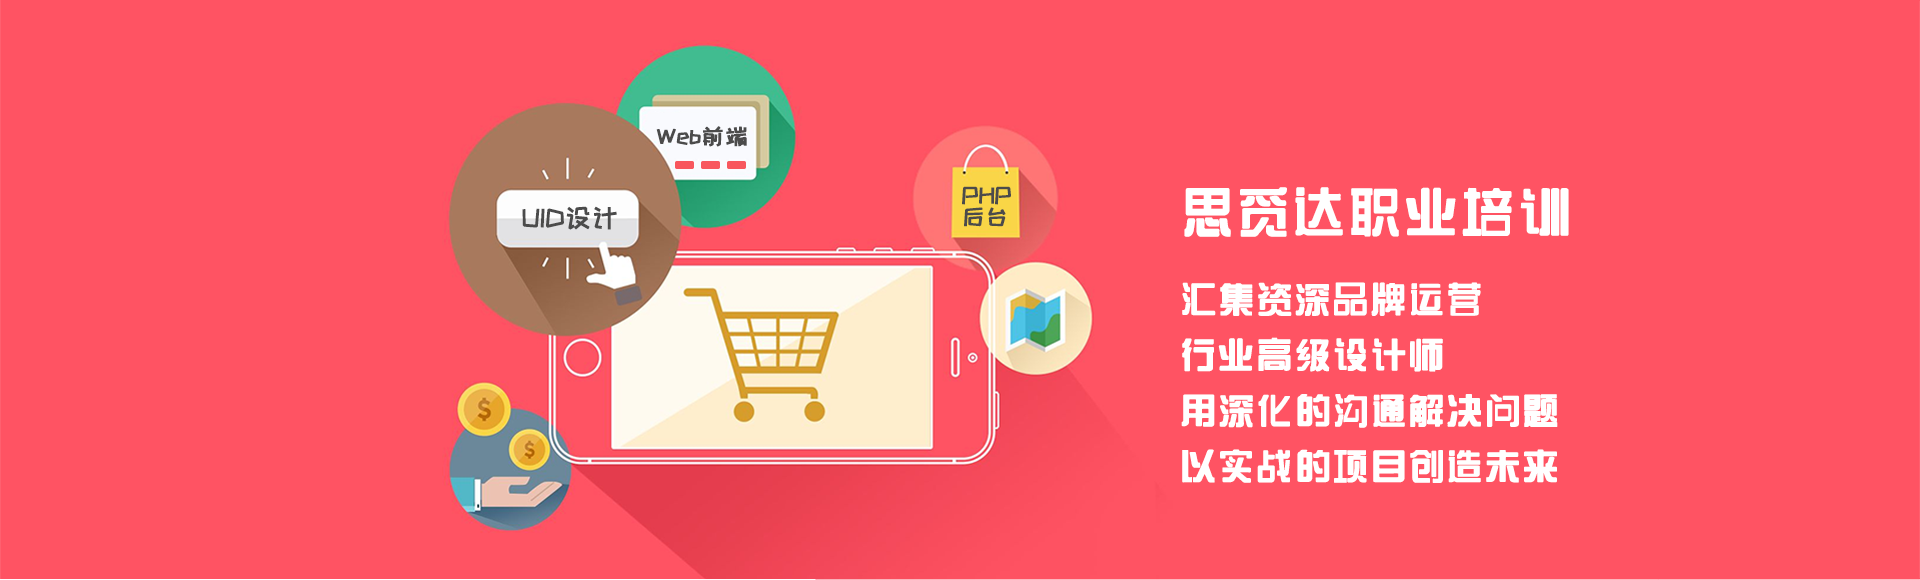 Web前端
UID设计
PHP
后台
思觅达职业培训
汇集资深品牌运营
行业高级设计师
用深化的沟通解决问题
以实战的项目创造未来
$
$